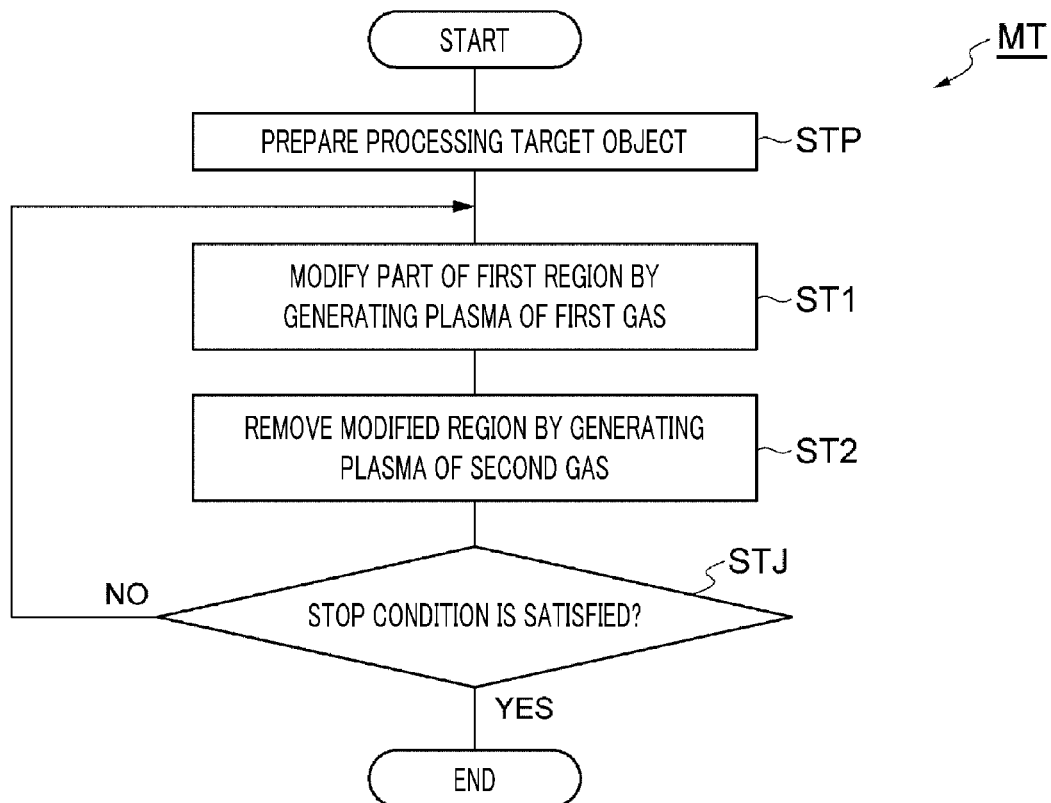 START
MT
PREPARE PROCESSING TARGET OBJECT
STP
MODIFY PART OF FIRST REGION BY
GENERATING PLASMA OF FIRST GAS
ST1
REMOVE MODIFIED REGION BY GENERATING
PLASMA OF SECOND GAS
ST2
STJ
NO
STOP CONDITION IS SATISFIED?
YES
END